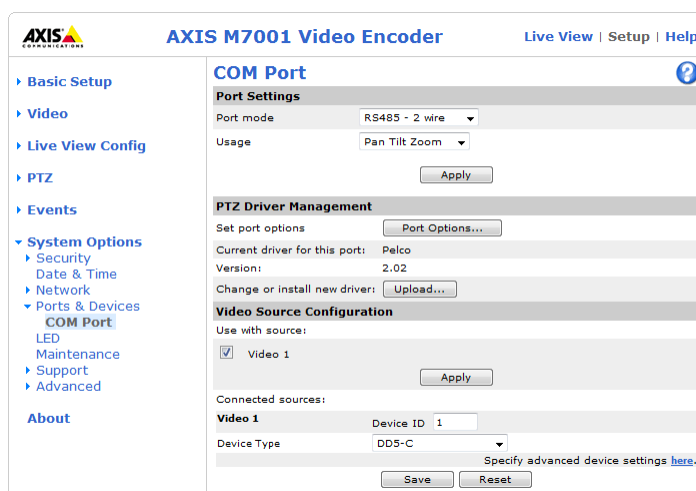 AXIS
COMMUNICATIONS
AXIS M7001 Video Encoder
Live View | Setup | Help
Basic Setup
Video
Live View Config
PTZ
Events
System Options
Security
Date & Time
Network
Ports & Devices
COM Port
LED
Maintenance
Support
Advanced
About
COM Port
?
Port Settings
Port mode RS485 - 2 wire
Usage Pan Tilt Zoom
Apply
PTZ Driver Management
Set port options Port Options...
Current driver for this port: Pelco
Version: 2.02
Change or install new driver: Upload...
Video Source Configuration
Use with source:
Video 1
Apply
Connected sources:
Video 1 Device ID 1
Device Type DD5-C
Specify advanced device settings here.
Save Reset